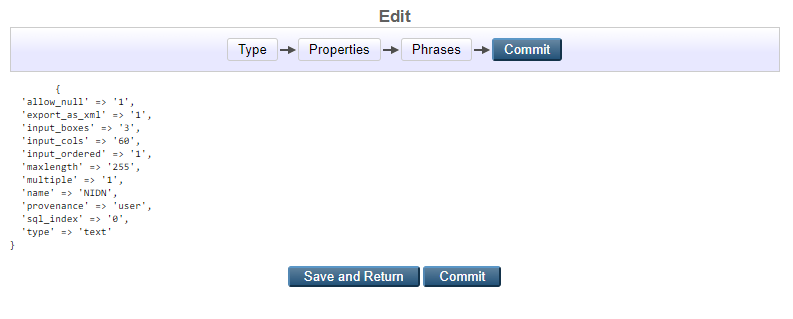 Edit
Type Properties Phrases Commit
{
'allow_null' => '1',
'export_as_xml' => '1',
'input_boxes' => '3',
'input_cols' => '60',
'input_ordered' => '1',
'maxlength' => '255',
'multiple' => '1',
'name' => 'NIDN',
'provenance' => 'user',
'sql_index' => '0',
'type' => 'text'
}
Save and Return Commit